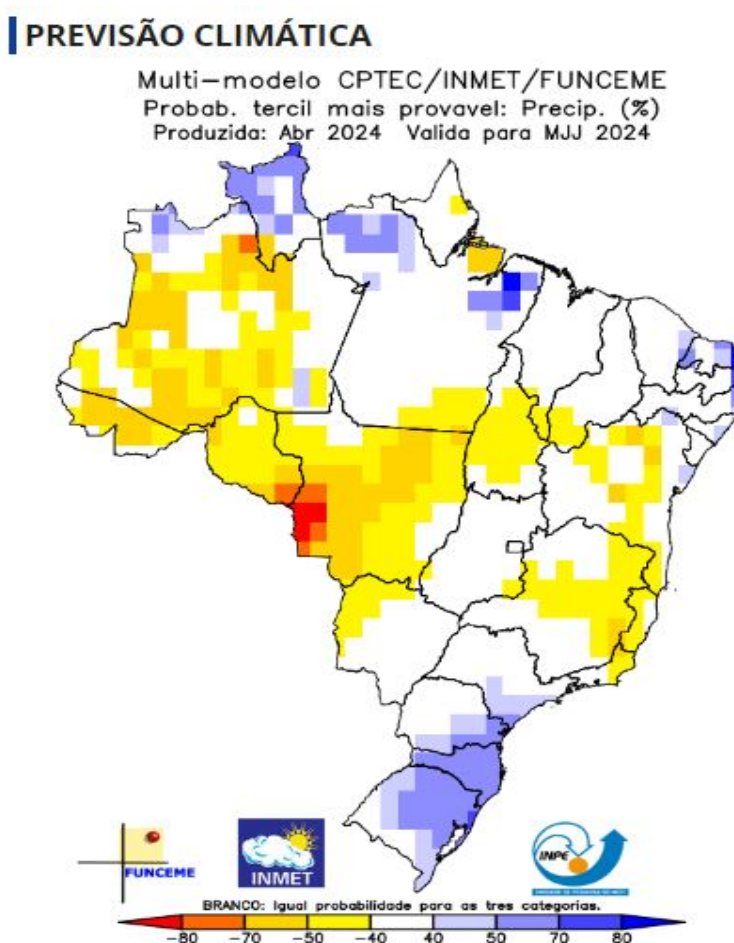 PREVISÃO CLIMÁTICA
Multi-modelo CPTEC/INMET/FUNCEME
Probab. tercil mais provavel: Precip. (%)
Produzida: Abr 2024 Valida para MJJ 2024
FUNCEME
INMET
INPE
BRANCO: Igual probabilidade para as tres categorias.
-80 -70 -50 -40 40 50 70 80